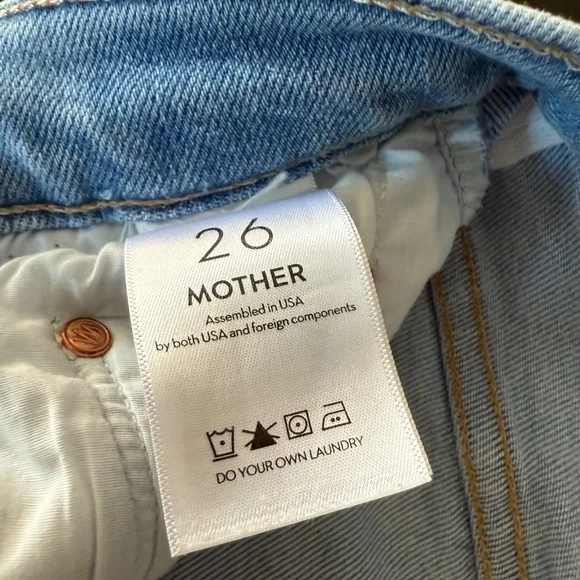 26
MOTHER
Assembled in USA
by both USA and foreign components
DO YOUR OWN LAUNDRY